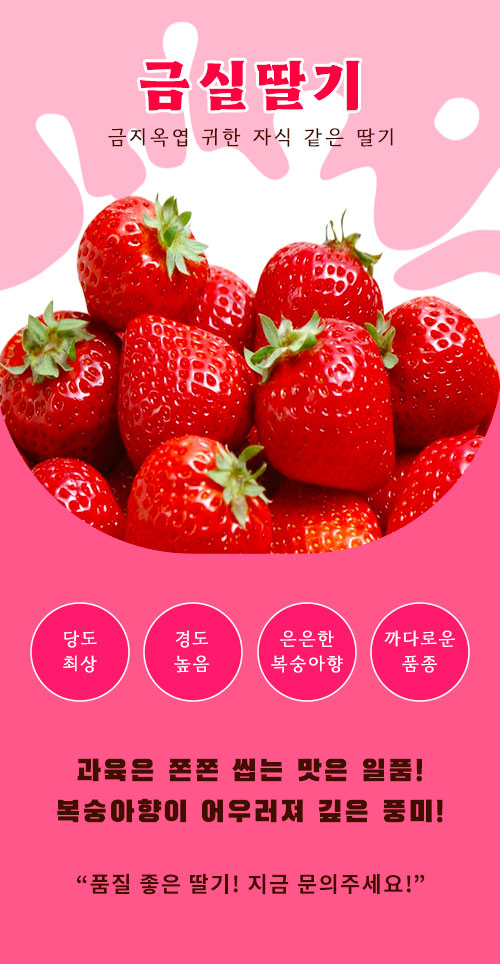 금실딸기
금지옥엽 귀한 자식 같은 딸기
당도
최상
경도
높음
은은한
복숭아향
까다로운
품종
과육은 쫀쫀 씹는 맛은 일품!
복숭아향이 어우러져 깊은 풍미!
“품질 좋은 딸기! 지금 문의주세요!”